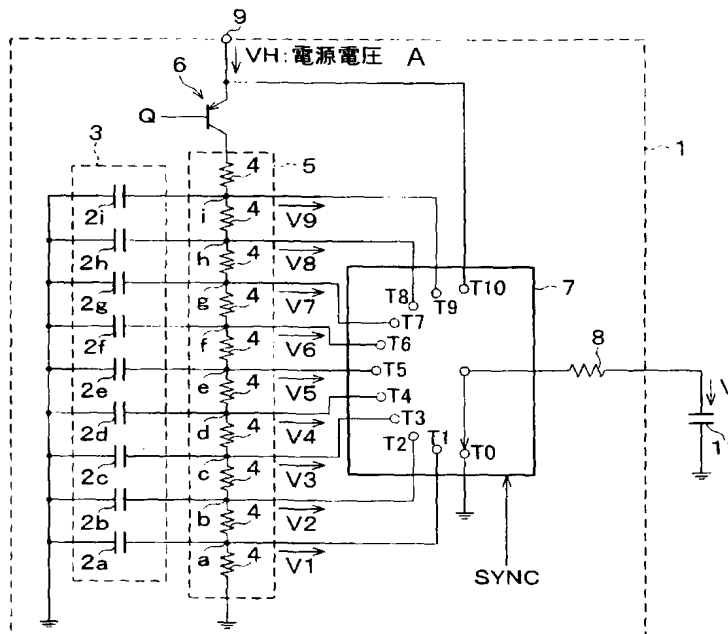 9
VH:電源電圧 A
6
Q
3
4
5
1
2i
i
4
V9
2h
h
4
V8
2g
g
4
V7
2f
f
4
V6
2e
e
4
V5
2d
d
4
V4
2c
c
4
V3
2b
b
4
V2
2a
a
4
V1
T8
T9
T10
7
T7
T6
T5
T4
T3
T2
T1
T0
8
V
1
SYNC